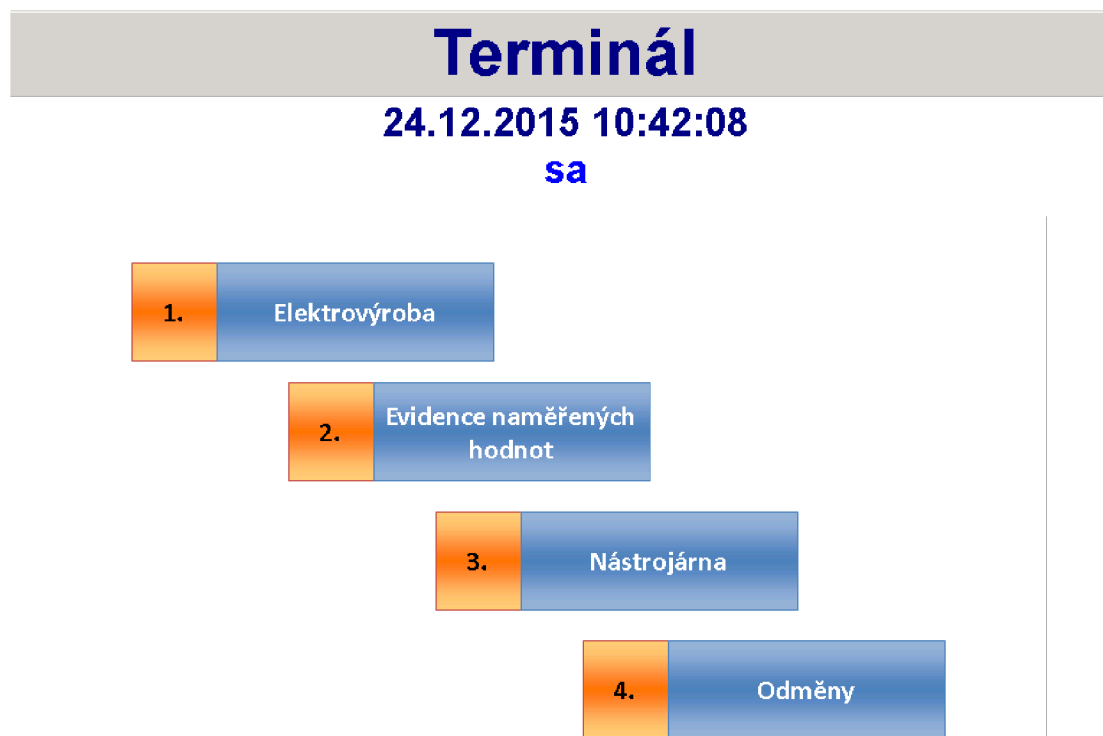 Terminál
24.12.2015 10:42:08
sa
1. Elektrovýroba
2. Evidence naměřených
hodnot
3. Nástrojárna
4. Odměny